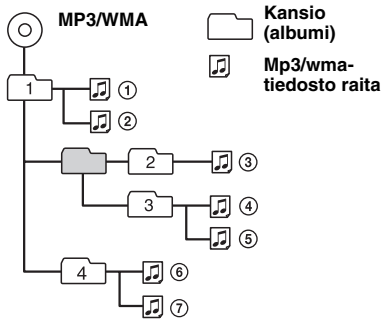 MP3/WMA
Kansio
(albumi)
Mp3/wma-
tiedosto raita
1
①
②
2
③
3
④
⑤
4
⑥
⑦